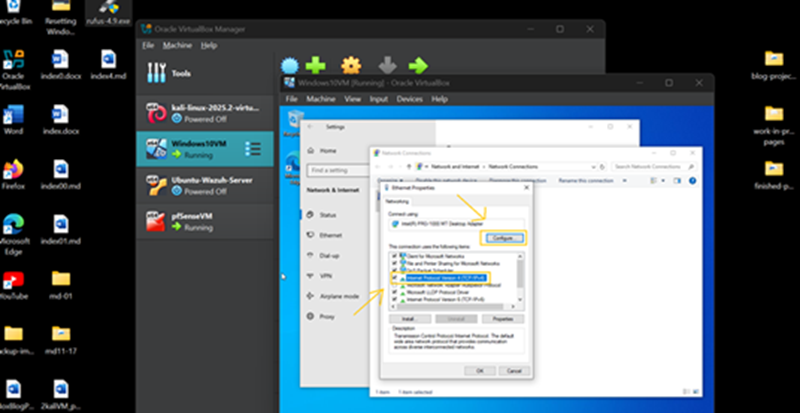 ecycle Bin
Resetting
Windo...
rufus-4.9.exe
Oracle
VirtualBox
index0.docx
index4.md
Word
index.docx
Firefox
index00.md
Microsoft
Edge
index01.md
YouTube
md-01
ackup-im...
md11-17
oxBlogP...
2kaliVM_p...
blog-projec...
work-in-pr...
pages
finished-p...
Oracle VirtualBox Manager
File Machine Help
Tools
kali-linux-2025.2-virtu...
Powered Off
Windows10VM
Running
Ubuntu-Wazuh-Server
Powered Off
pfSenseVM
Running
Windows10VM [Running] - Oracle VirtualBox
File Machine View Input Devices Help
Settings
Home
Find a setting
Network & Internet
Status
Ethernet
Dial-up
VPN
Airplane mode
Proxy
Network Connections
Network and Internet > Network Connections
Search Network Connections
Rename this connection
Ethernet Properties
Networking
Connect using:
Intel(R) PRO/1000 MT Desktop Adapter
Configure...
This connection uses the following items:
Client for Microsoft Networks
File and Printer Sharing for Microsoft Networks
QoS Packet Scheduler
Internet Protocol Version 4 (TCP/IPv4)
Microsoft Network Adapter Multiplexor Protocol
Microsoft LLDP Protocol Driver
Internet Protocol Version 6 (TCP/IPv6)
Install...
Uninstall
Properties
Description
Transmission Control Protocol/Internet Protocol. The default
wide area network protocol that provides communication
across diverse interconnected networks.
OK
Cancel
1 item
1 item selected